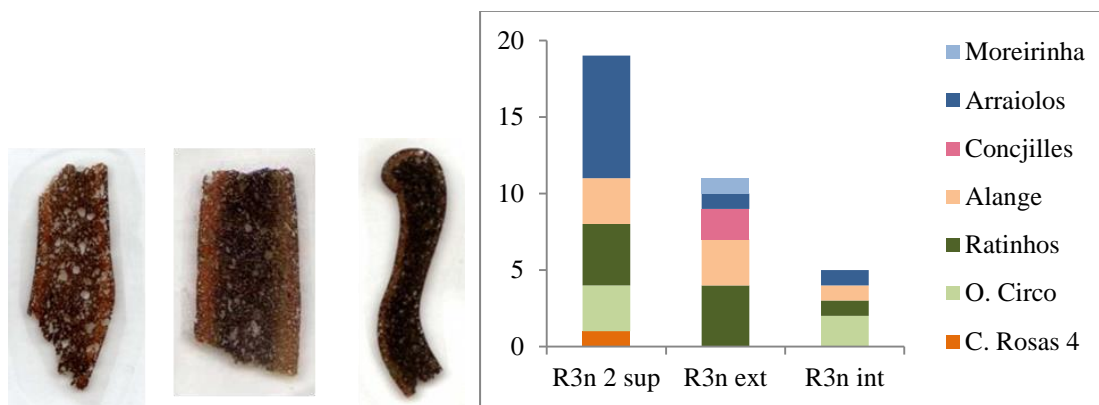 20
15
10
5
0
R3n 2 sup
R3n ext
R3n int
Moreirinha
Arraiolos
Concjilles
Alange
Ratinhos
O. Circo
C. Rosas 4